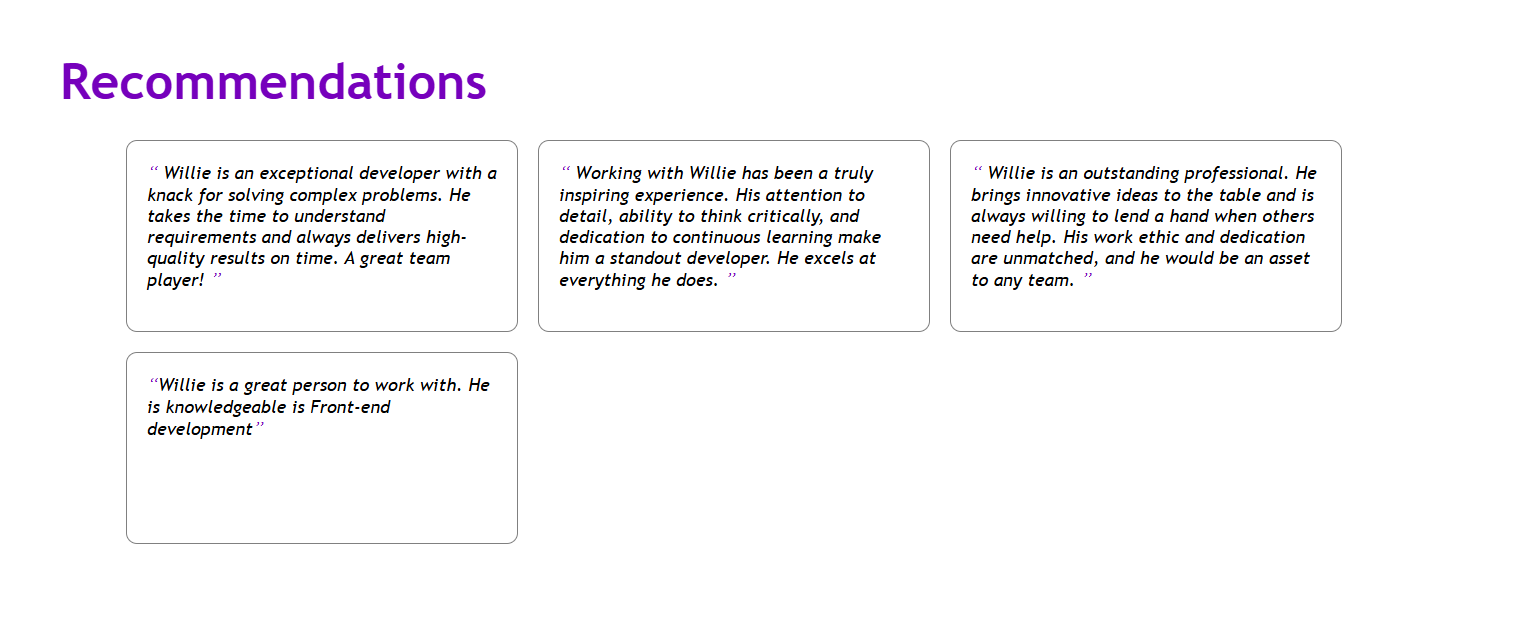 Recommendations
“ Willie is an exceptional developer with a
knack for solving complex problems. He
takes the time to understand
requirements and always delivers high-
quality results on time. A great team
player! ”
“ Working with Willie has been a truly
inspiring experience. His attention to
detail, ability to think critically, and
dedication to continuous learning make
him a standout developer. He excels at
everything he does. ”
“ Willie is an outstanding professional. He
brings innovative ideas to the table and is
always willing to lend a hand when others
need help. His work ethic and dedication
are unmatched, and he would be an asset
to any team. ”
“Willie is a great person to work with. He
is knowledgeable is Front-end
development”